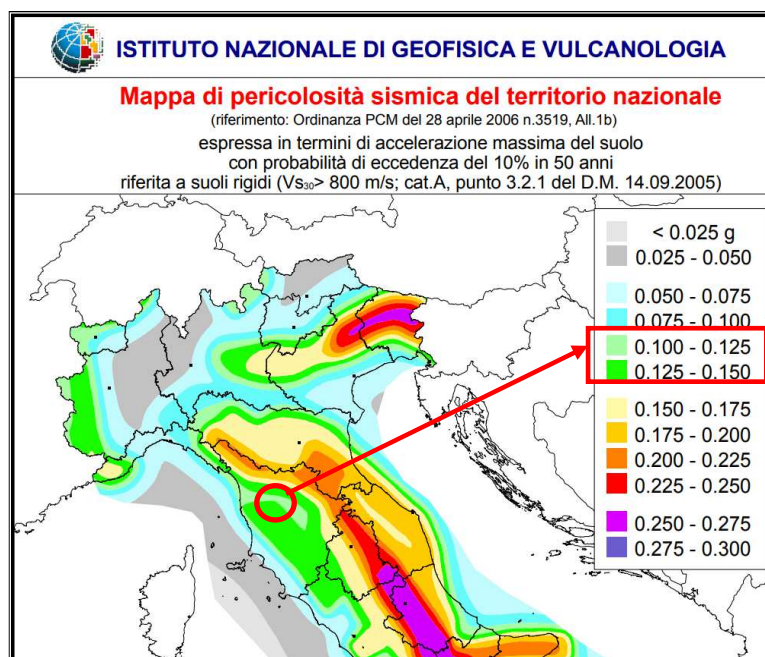 ISTITUTO NAZIONALE DI GEOFISICA E VULCANOLOGIA
Mappa di pericolosità sismica del territorio nazionale
(riferimento: Ordinanza PCM del 28 aprile 2006 n.3519, All.1b)
espressa in termini di accelerazione massima del suolo
con probabilità di eccedenza del 10% in 50 anni
riferita a suoli rigidi (Vs30> 800 m/s; cat.A, punto 3.2.1 del D.M. 14.09.2005)
< 0.025 g
0.025 - 0.050
0.050 - 0.075
0.075 - 0.100
0.100 - 0.125
0.125 - 0.150
0.150 - 0.175
0.175 - 0.200
0.200 - 0.225
0.225 - 0.250
0.250 - 0.275
0.275 - 0.300